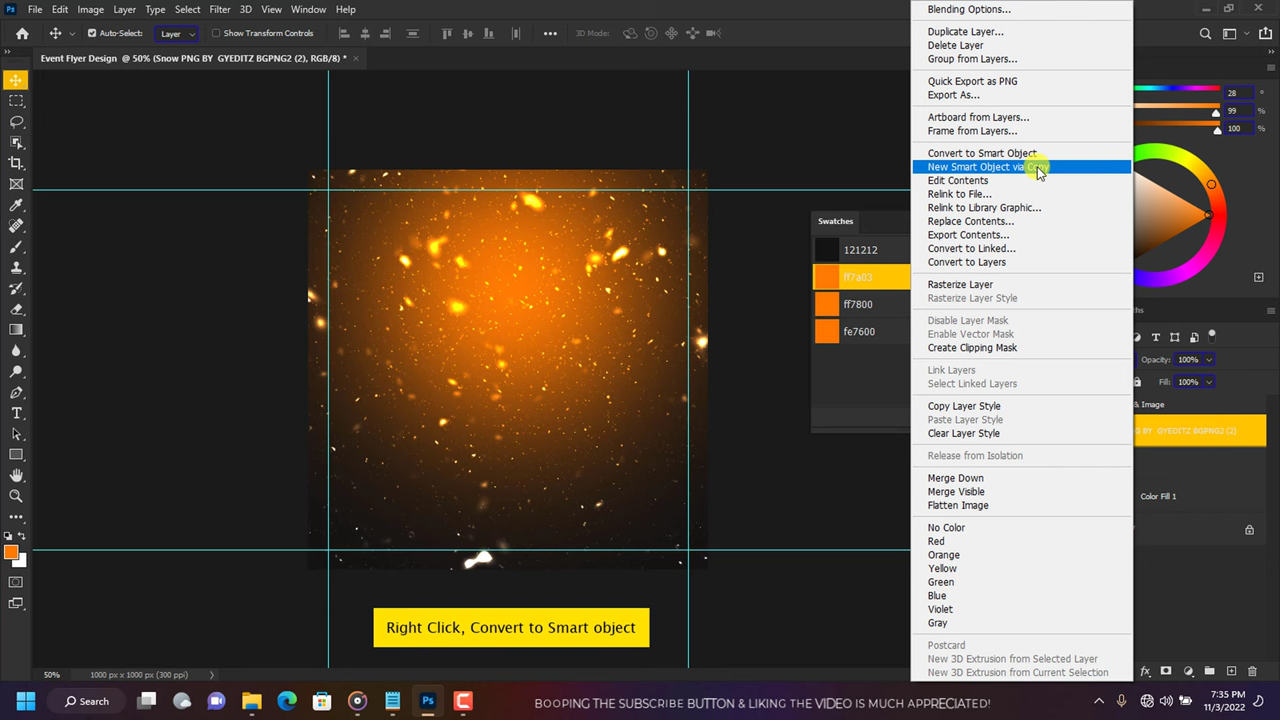 Ps File Edit Image Layer Type Select Filter 3D View Window Help
Auto-Select: Layer Show Transform Controls 3D Mode:
Event Flyer Design @ 50% (Snow PNG BY GYEDITZ BGPNG2 (2), RGB/8) *
Blending Options...
Duplicate Layer...
Delete Layer
Group from Layers...
Quick Export as PNG
Export As...
Artboard from Layers...
Frame from Layers...
Convert to Smart Object
New Smart Object via Copy
Edit Contents
Relink to File...
Relink to Library Graphic...
Replace Contents...
Export Contents...
Convert to Linked...
Convert to Layers
Rasterize Layer
Rasterize Layer Style
Disable Layer Mask
Enable Vector Mask
Create Clipping Mask
Link Layers
Select Linked Layers
Copy Layer Style
Paste Layer Style
Clear Layer Style
Release from Isolation
Merge Down
Merge Visible
Flatten Image
No Color
Red
Orange
Yellow
Green
Blue
Violet
Gray
Postcard
New 3D Extrusion from Selected Layer
New 3D Extrusion from Current Selection
Swatches
121212
ff7a03
ff7800
fe7600
28 °
99 %
100 %
Opacity: 100%
Fill: 100%
& Image
PNG BY GYEDITZ BGPNG2 (2)
Color Fill 1
Right Click, Convert to Smart object
50% 1000 px x 1000 px (300 ppi)
Search
BOOPING THE SUBSCRIBE BUTTON & LIKING THE VIDEO IS MUCH APPRECIATED!
7:35 PM
11/3/2022